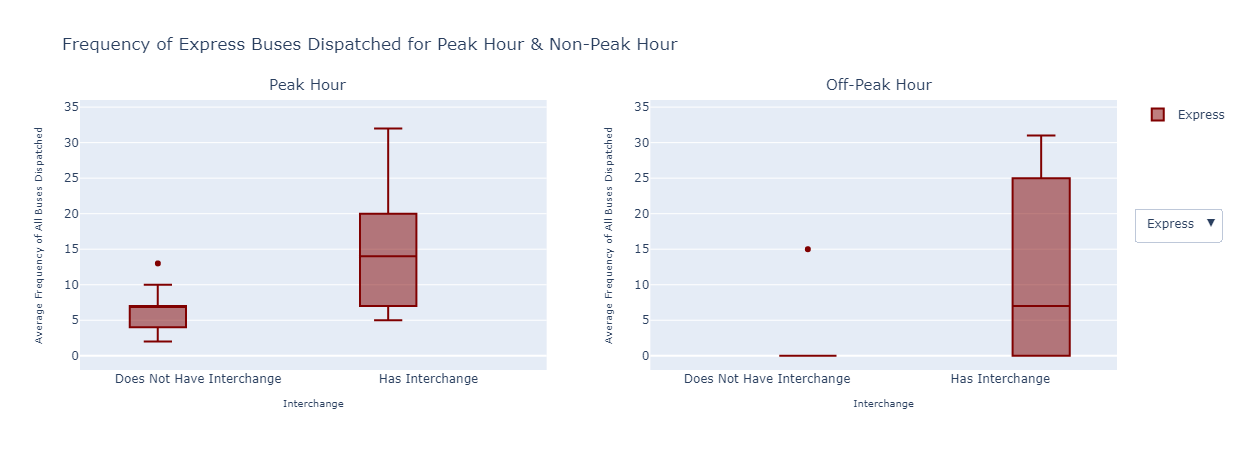 Frequency of Express Buses Dispatched for Peak Hour & Non-Peak Hour
Peak Hour
Average Frequency of All Buses Dispatched
35
30
25
20
15
10
5
0
Does Not Have Interchange
Has Interchange
Interchange
Off-Peak Hour
Average Frequency of All Buses Dispatched
35
30
25
20
15
10
5
0
Does Not Have Interchange
Has Interchange
Interchange
Express
Express